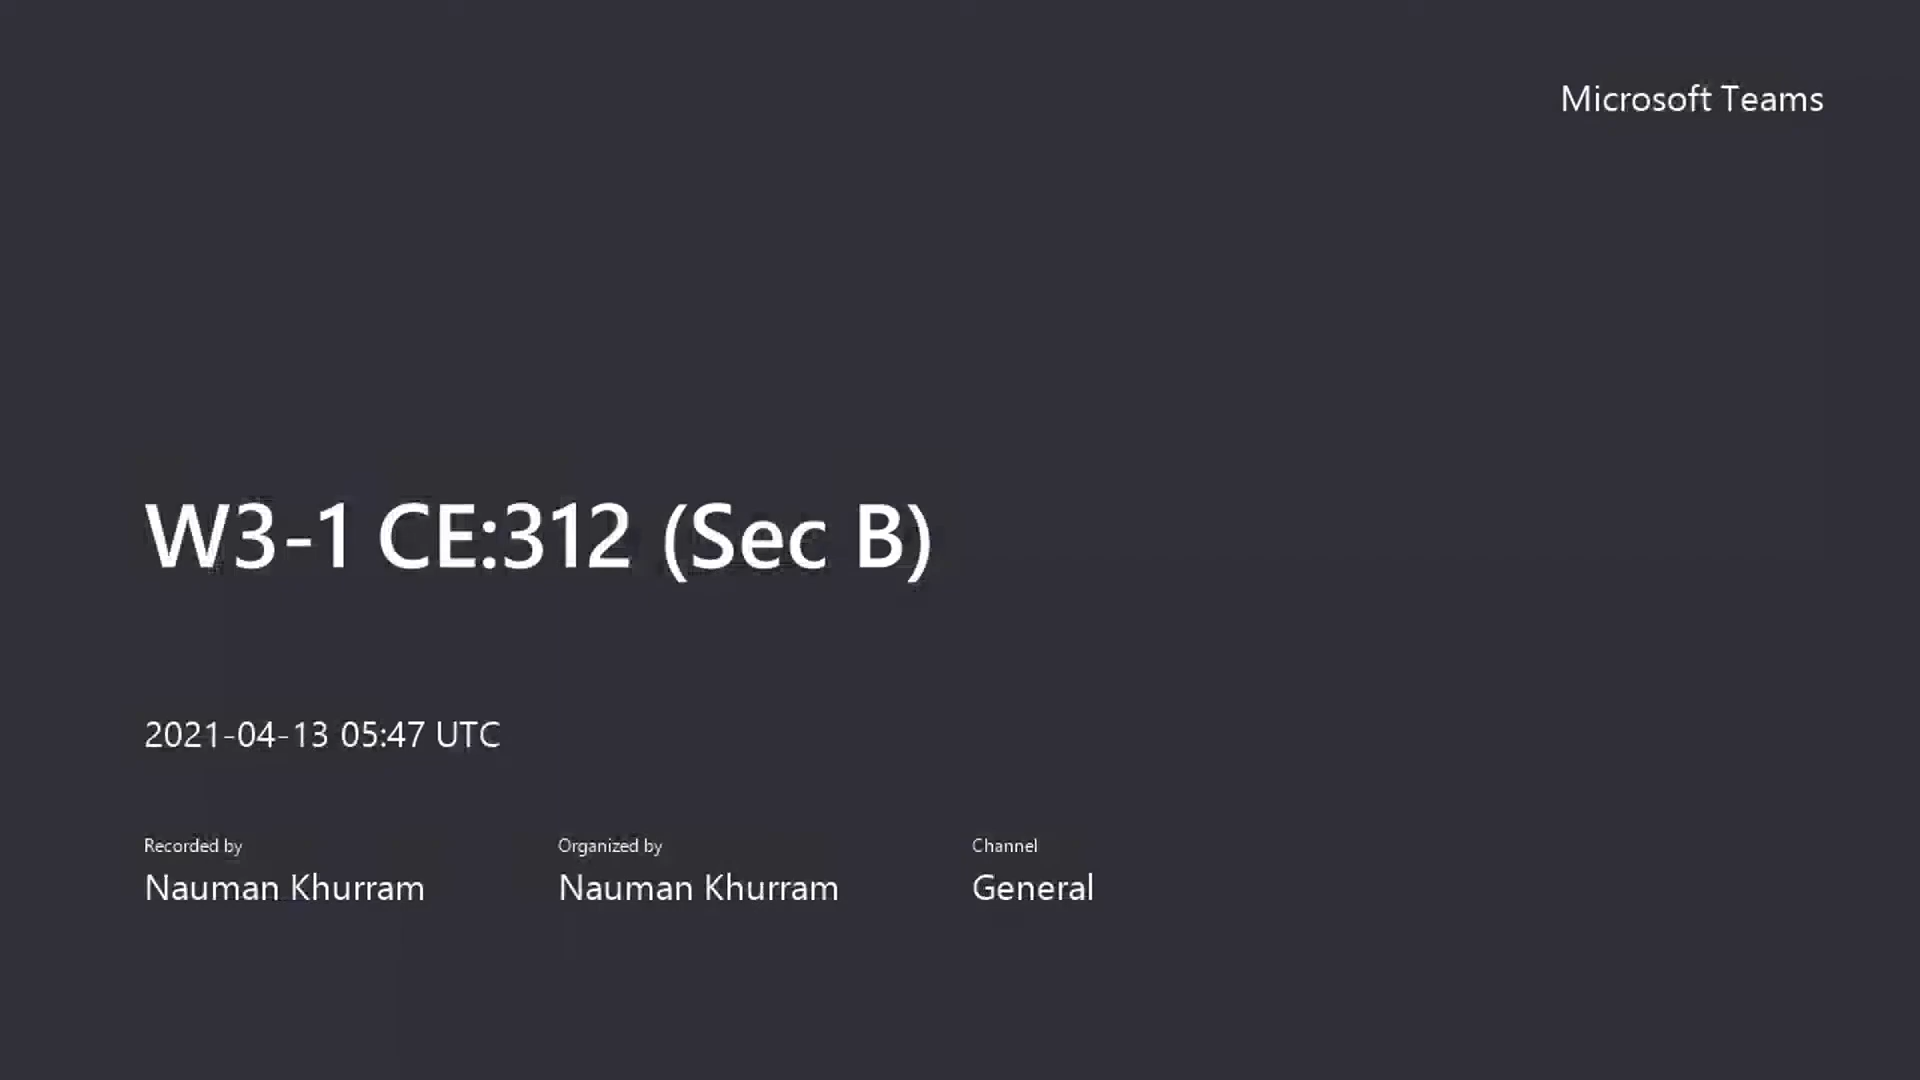 Microsoft Teams
W3-1 CE:312 (Sec B)
2021-04-13 05:47 UTC
Recorded by
Nauman Khurram
Organized by
Nauman Khurram
Channel
General